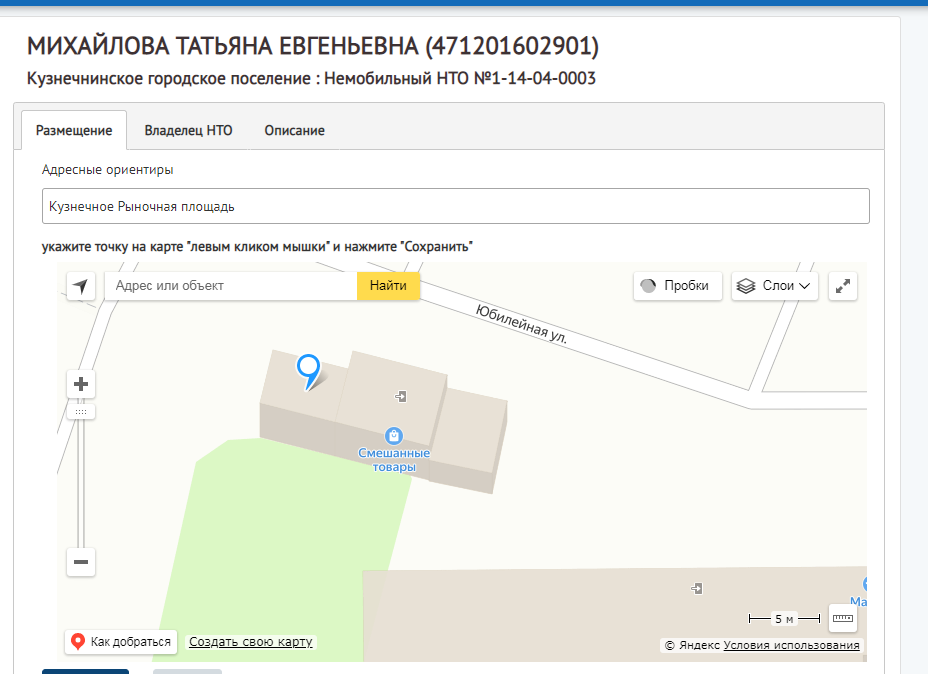 МИХАЙЛОВА ТАТЬЯНА ЕВГЕНЬЕВНА (471201602901)
Кузнечнинское городское поселение : Немобильный НТО №1-14-04-0003
Размещение Владелец НТО Описание
Адресные ориентиры
Кузнечное Рыночная площадь
укажите точку на карте "левым кликом мышки" и нажмите "Сохранить"
Адрес или объект Найти Пробки Слои
Юбилейная ул.
Смешанные
товары
Ма
5 м
Как добраться Создать свою карту © Яндекс Условия использования